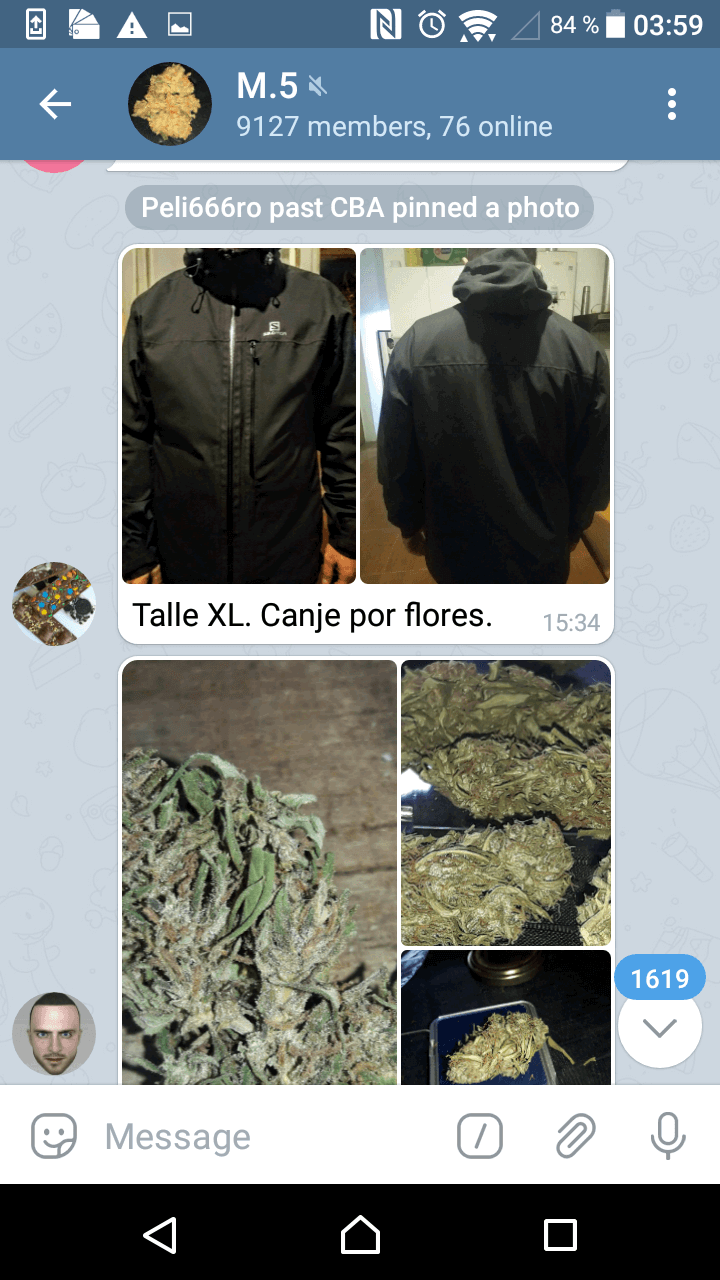 84 % 03:59
M.5
9127 members, 76 online
Peli666ro past CBA pinned a photo
Talle XL. Canje por flores.
15:34
1619
Message